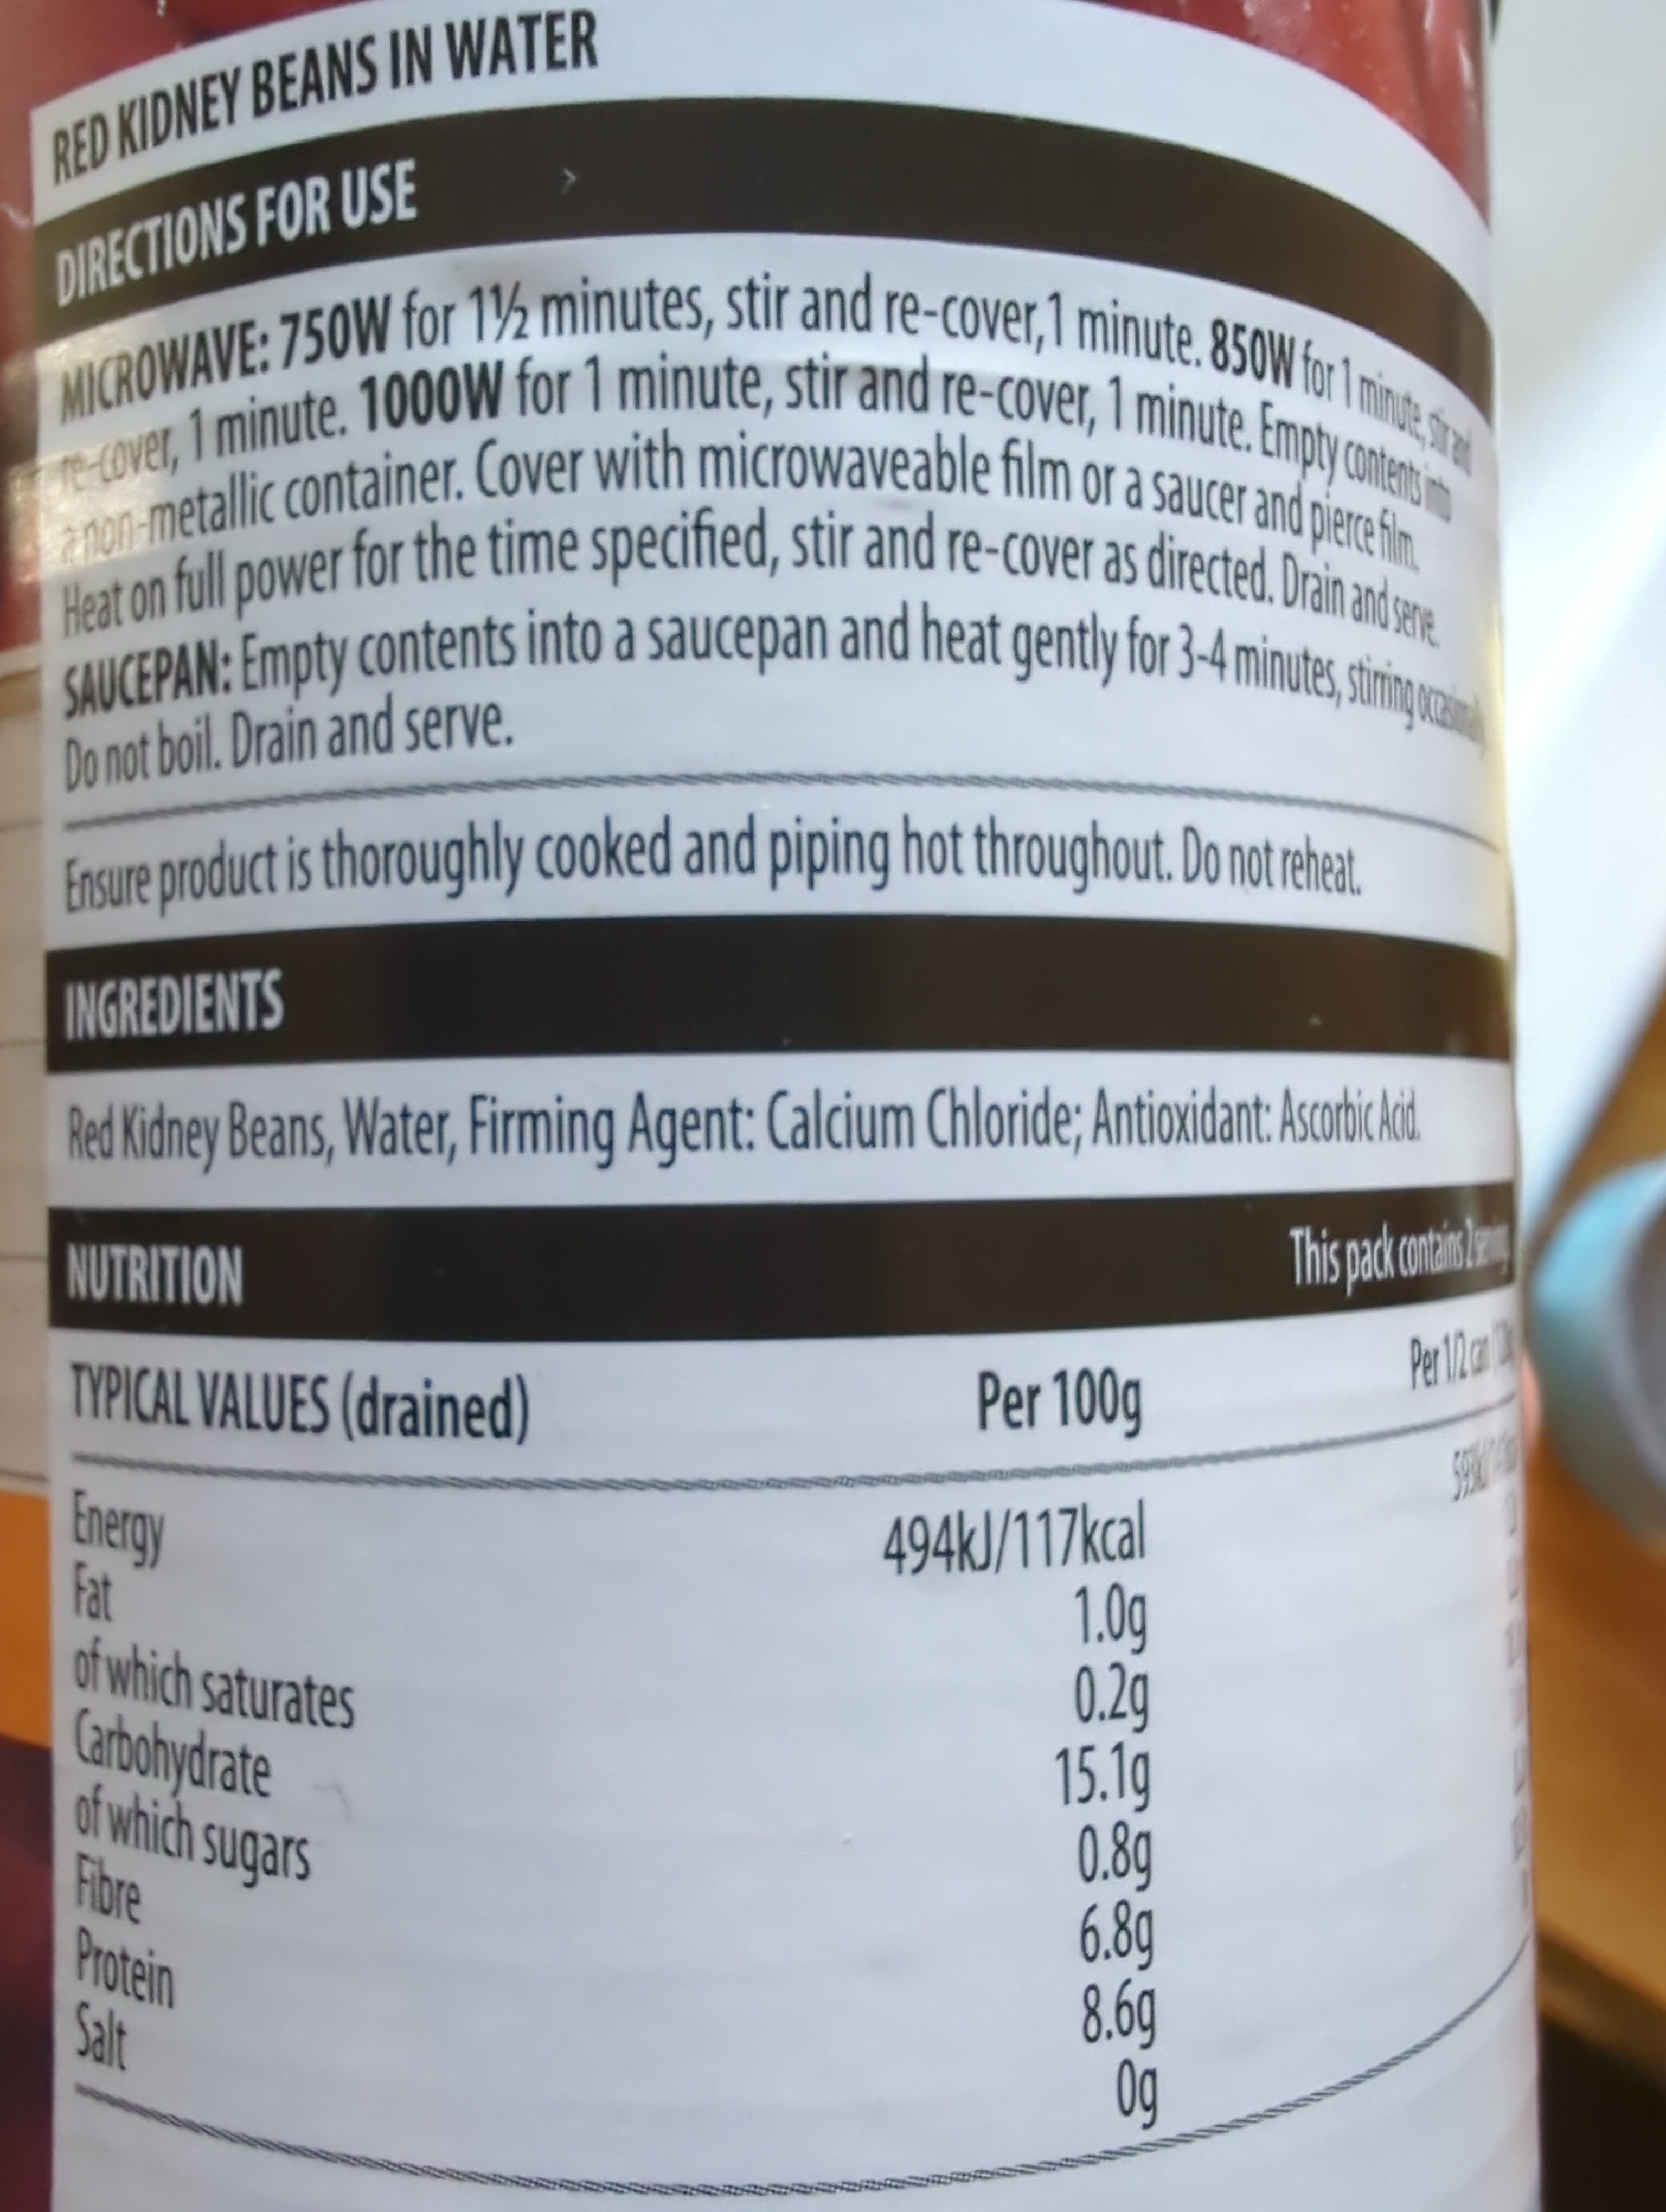 RED KIDNEY BEANS IN WATER
DIRECTIONS FOR USE
MICROWAVE: 750W for 1½ minutes, stir and re-cover,1 minute. 850W for 1 minute, stir and
re-cover, 1 minute. 1000W for 1 minute, stir and re-cover, 1 minute. Empty contents into
a non-metallic container. Cover with microwaveable film or a saucer and pierce film.
Heat on full power for the time specified, stir and re-cover as directed. Drain and serve.
SAUCEPAN: Empty contents into a saucepan and heat gently for 3-4 minutes, stirring occasionally
Do not boil. Drain and serve.
Ensure product is thoroughly cooked and piping hot throughout. Do not reheat.
INGREDIENTS
Red Kidney Beans, Water, Firming Agent: Calcium Chloride; Antioxidant: Ascorbic Acid.
NUTRITION This pack contains 2
TYPICAL VALUES (drained) Per 100g Per 1/2 can
Energy 494kJ/117kcal
Fat 1.0g
of which saturates 0.2g
Carbohydrate 15.1g
of which sugars 0.8g
Fibre 6.8g
Protein 8.6g
Salt 0g